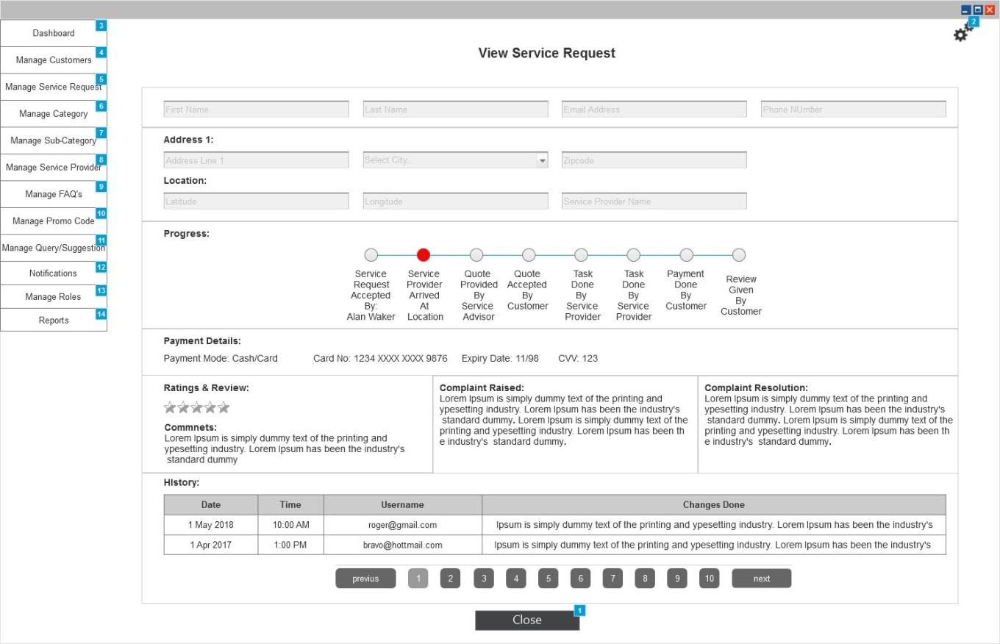 2
View Service Request
Dashboard 3
Manage Customers 4
Manage Service Request 5
Manage Category 6
Manage Sub-Category 7
Manage Service Provider 8
Manage FAQ's 9
Manage Promo Code 10
Manage Query/Suggestion 11
Notifications 12
Manage Roles 13
Reports 14
First Name Last Name Email Address Phone NUmber
Address 1:
Address Line 1 Select City.. Zipcode
Location:
Latitude Longitude Service Provider Name
Progress:
Service
Request
Accepted
By:
Alan Waker
Service
Provider
Arrived
At
Location
Quote
Provided
By
Service
Advisor
Quote
Accepted
By
Customer
Task
Done
By
Service
Provider
Task
Done
By
Service
Provider
Payment
Done
By
Customer
Review
Given
By
Customer
Payment Details:
Payment Mode: Cash/Card Card No: 1234 XXXX XXXX 9876 Expiry Date: 11/98 CVV: 123
Ratings & Review:
Commnets:
Lorem Ipsum is simply dummy text of the printing and
ypesetting industry. Lorem Ipsum has been the industry's
standard dummy
Complaint Raised:
Lorem Ipsum is simply dummy text of the printing and
ypesetting industry. Lorem Ipsum has been the industry's
standard dummy. Lorem Ipsum is simply dummy text of the
printing and ypesetting industry. Lorem Ipsum has been th
e industry's standard dummy.
Complaint Resolution:
Lorem Ipsum is simply dummy text of the printing and
ypesetting industry. Lorem Ipsum has been the industry's
standard dummy. Lorem Ipsum is simply dummy text of the
printing and ypesetting industry. Lorem Ipsum has been th
e industry's standard dummy.
HIstory:
Date Time Username Changes Done
1 May 2018 10:00 AM roger@gmail.com Ipsum is simply dummy text of the printing and ypesetting industry. Lorem Ipsum has been the industry's
1 Apr 2017 1:00 PM bravo@hottmail.com Ipsum is simply dummy text of the printing and ypesetting industry. Lorem Ipsum has been the industry's
previus 1 2 3 4 5 6 7 8 9 10 next
Close 1